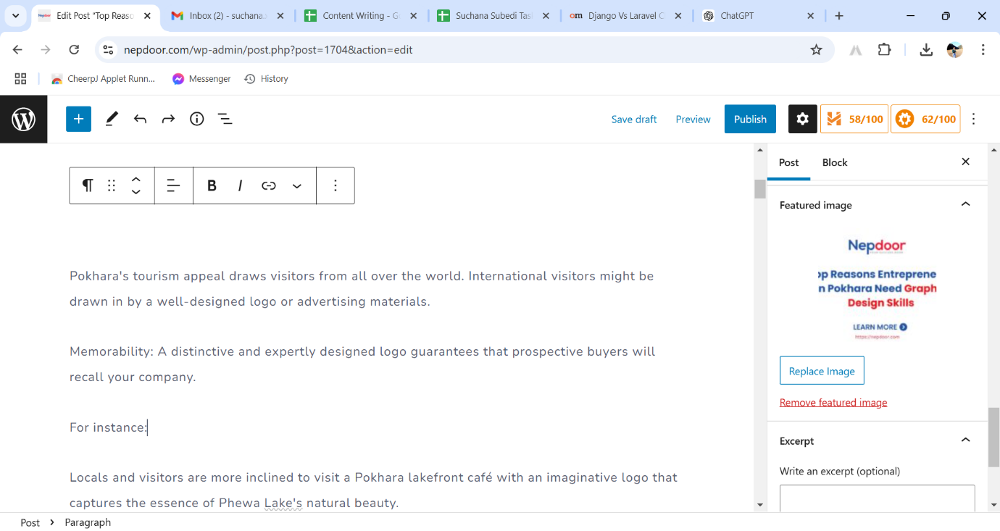 Edit Post “Top Reaso
Inbox (2) - suchana.
Content Writing - G
Suchana Subedi Tas
om Django Vs Laravel C
ChatGPT
nepdoor.com/wp-admin/post.php?post=1704&action=edit
CheerpJ Applet Runn...
Messenger
History
Save draft
Preview
Publish
58/100
62/100
Post
Block
Featured image
Nepdoor
op Reasons Entreprene
n Pokhara Need Graph
Design Skills
LEARN MORE
https://nepdoor.com
Replace Image
Remove featured image
Excerpt
Write an excerpt (optional)
B I
Pokhara's tourism appeal draws visitors from all over the world. International visitors might be
drawn in by a well-designed logo or advertising materials.
Memorability: A distinctive and expertly designed logo guarantees that prospective buyers will
recall your company.
For instance:
Locals and visitors are more inclined to visit a Pokhara lakefront café with an imaginative logo that
captures the essence of Phewa Lake's natural beauty.
Post
Paragraph